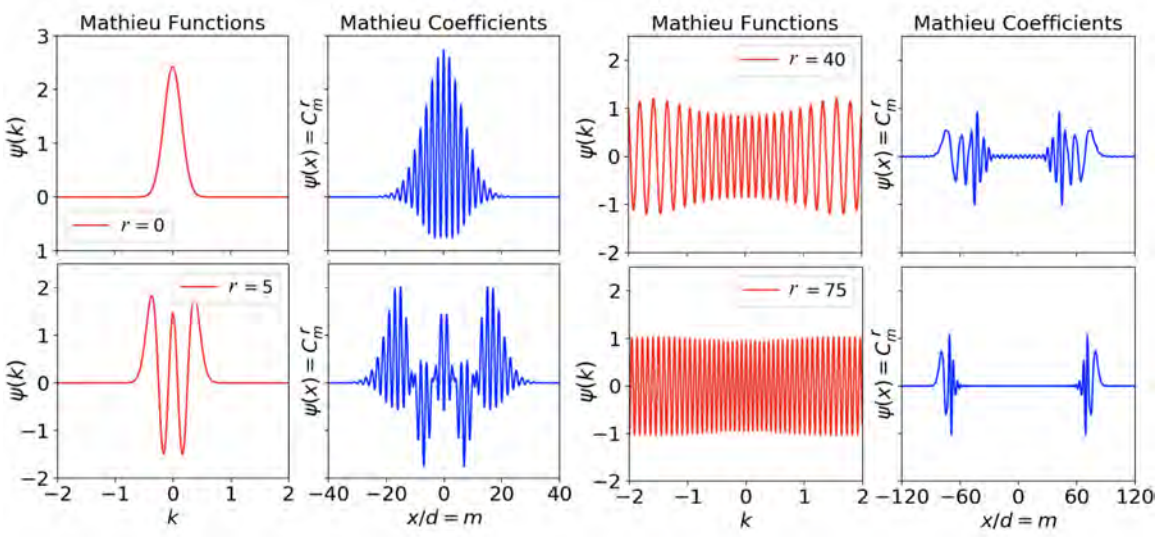 Mathieu Functions
Mathieu Coefficients
Mathieu Functions
Mathieu Coefficients
3
2
1
0
1
ψ(k)
r = 0
ψ(x) = C_m^r
2
1
0
-1
-2
ψ(k)
r = 40
ψ(x) = C_m^r
2
1
0
−1
−2
ψ(k)
r = 5
−2 −1 0 1 2
k
ψ(x) = C_m^r
−40 −20 0 20 40
x/d = m
2
1
0
−1
−2
ψ(k)
r = 75
−2 −1 0 1 2
k
ψ(x) = C_m^r
−120 −60 0 60 120
x/d = m